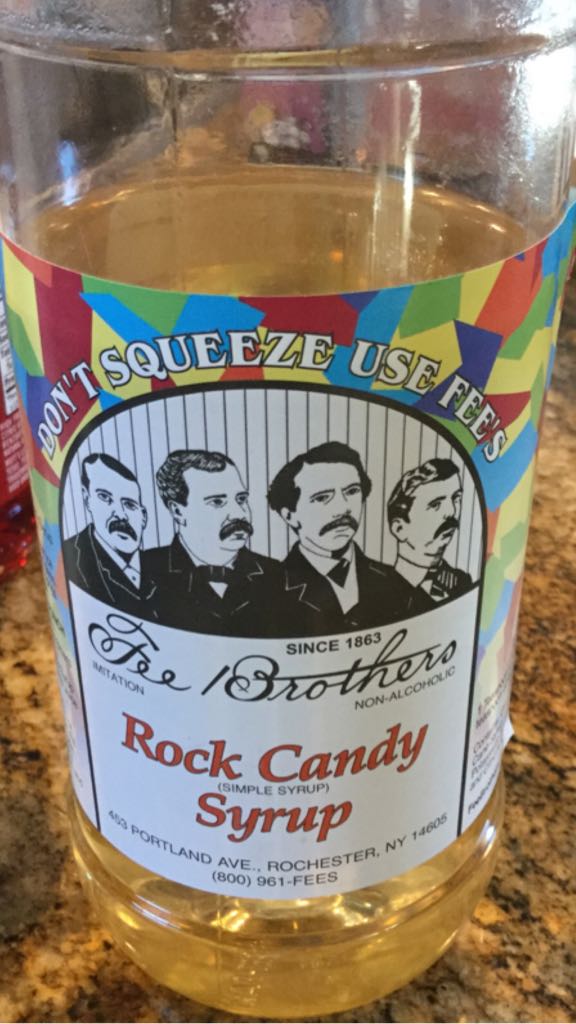 DON'T SQUEEZE USE FEE'S
SINCE 1863
Fee Brothers
IMITATION
NON-ALCOHOLIC
Rock Candy
(SIMPLE SYRUP)
Syrup
453 PORTLAND AVE., ROCHESTER, NY 14605
(800) 961-FEES